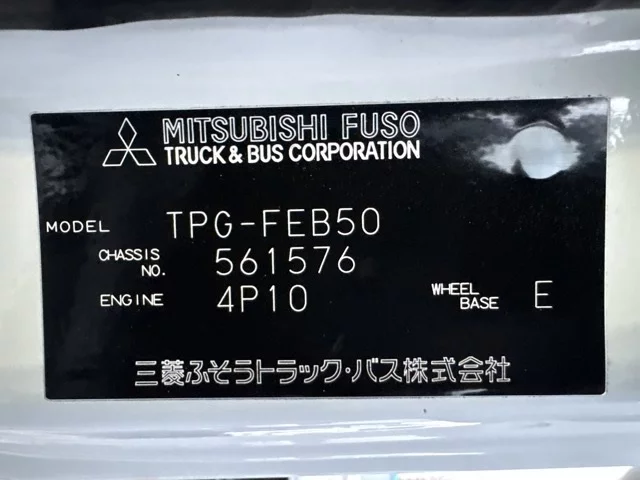 MITSUBISHI FUSO
TRUCK & BUS CORPORATION
MODEL TPG-FEB50
CHASSIS NO. 561576
ENGINE 4P10 WHEEL BASE E
三菱ふそうトラック・バス株式会社